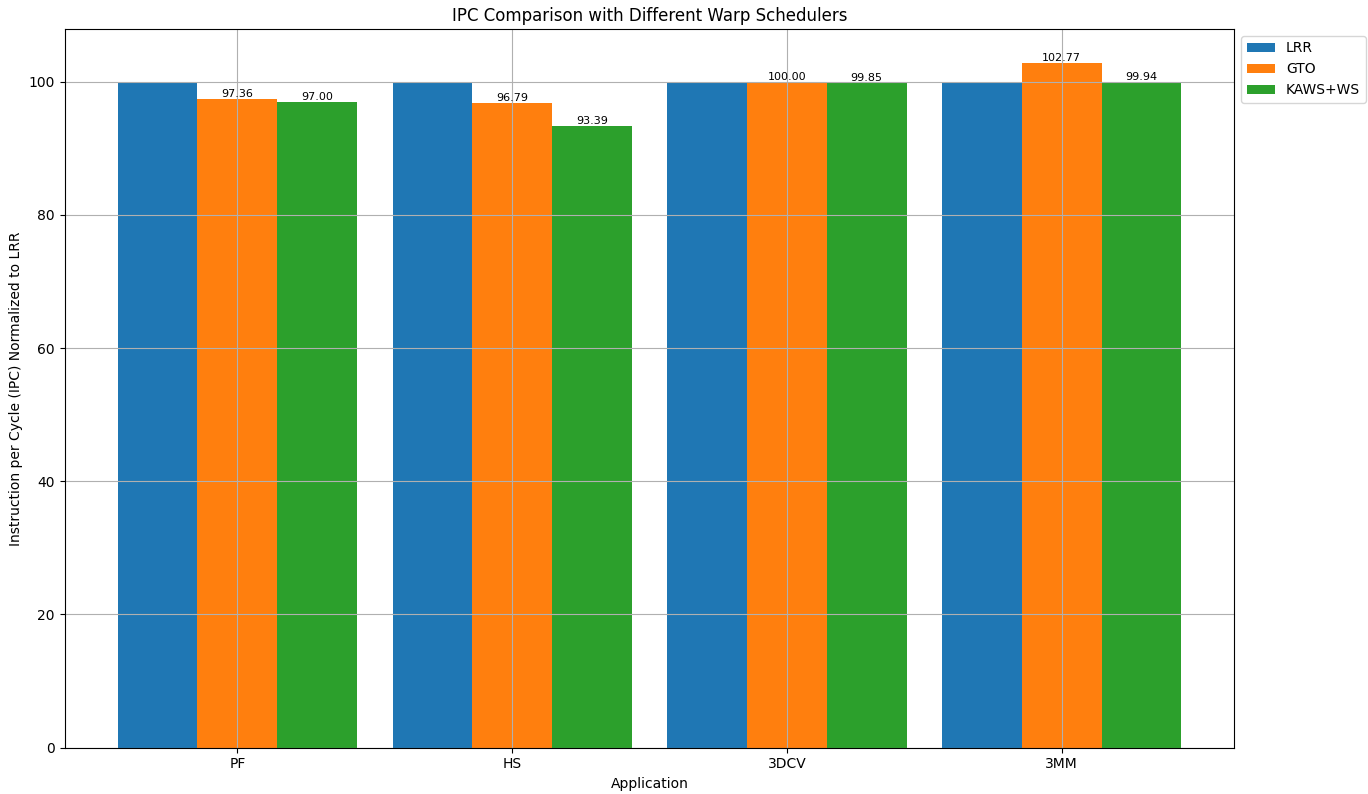 IPC Comparison with Different Warp Schedulers
LRR
GTO
KAWS+WS
Instruction per Cycle (IPC) Normalized to LRR
100
80
60
40
20
0
97.36
97.00
96.79
93.39
100.00
99.85
102.77
99.94
PF
HS
3DCV
3MM
Application